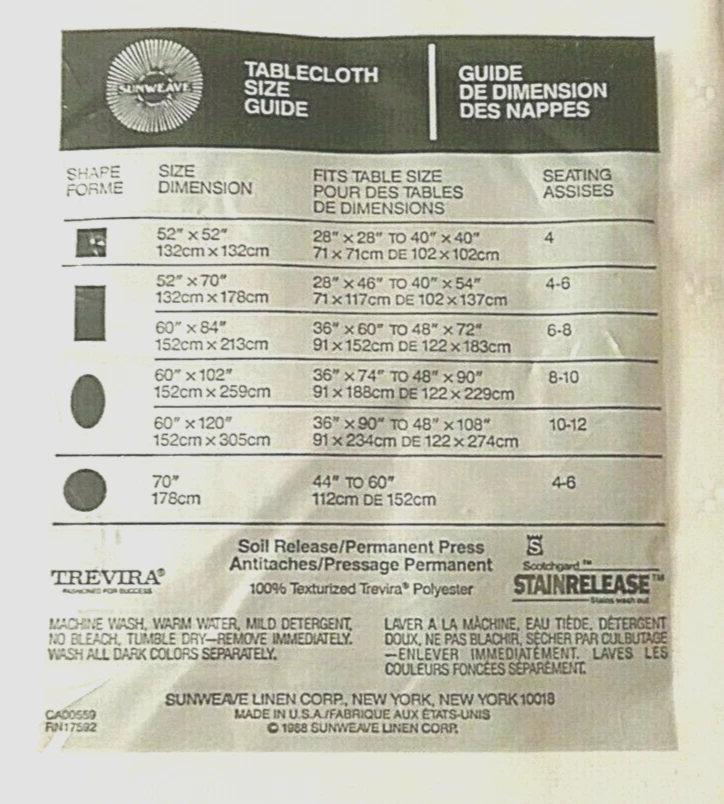 SUNWEAVE
TABLECLOTH
SIZE
GUIDE
GUIDE
DE DIMENSION
DES NAPPES
SHAPE
FORME
SIZE
DIMENSION
FITS TABLE SIZE
POUR DES TABLES
DE DIMENSIONS
SEATING
ASSISES
52" x 52"
132cm x 132cm
28" x 28" TO 40" x 40"
71 x 71cm DE 102 x 102cm
4
52" x 70"
132cm x 178cm
28" x 46" TO 40" x 54"
71 x 117cm DE 102 x 137cm
4-6
60" x 84"
152cm x 213cm
36" x 60" TO 48" x 72"
91 x 152cm DE 122 x 183cm
6-8
60" x 102"
152cm x 259cm
36" x 74" TO 48" x 90"
91 x 188cm DE 122 x 229cm
8-10
60" x 120"
152cm x 305cm
36" x 90" TO 48" x 108"
91 x 234cm DE 122 x 274cm
10-12
70"
178cm
44" TO 60"
112cm DE 152cm
4-6
TREVIRA®
FASHIONED FOR SUCCESS
Soil Release/Permanent Press
Antitaches/Pressage Permanent
100% Texturized Trevira® Polyester
Scotchgard™
STAINRELEASE™
Stains wash out
MACHINE WASH, WARM WATER, MILD DETERGENT,
NO BLEACH, TUMBLE DRY—REMOVE IMMEDIATELY.
WASH ALL DARK COLORS SEPARATELY.
LAVER A LA MÂCHINE, EAU TIÈDE, DÉTERGENT
DOUX, NE PAS BLACHIR, SÉCHER PAR CULBUTAGE
—ENLEVER IMMEDIATÉMENT. LAVES LES
COULEURS FONCÉES SÉPARÉMENT.
SUNWEAVE LINEN CORP., NEW YORK, NEW YORK 10018
MADE IN U.S.A./FABRIQUE AUX ÉTATS-UNIS
© 1988 SUNWEAVE LINEN CORP.
CA00559
RN17592